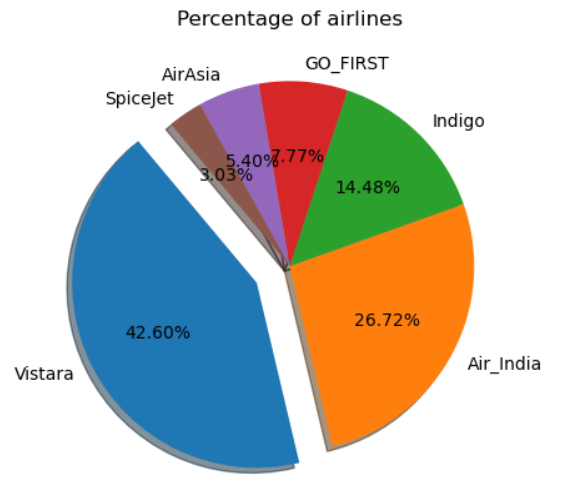 Percentage of airlines
GO_FIRST
AirAsia
SpiceJet
Indigo
7.77%
5.40%
3.03%
14.48%
26.72%
42.60%
Air_India
Vistara